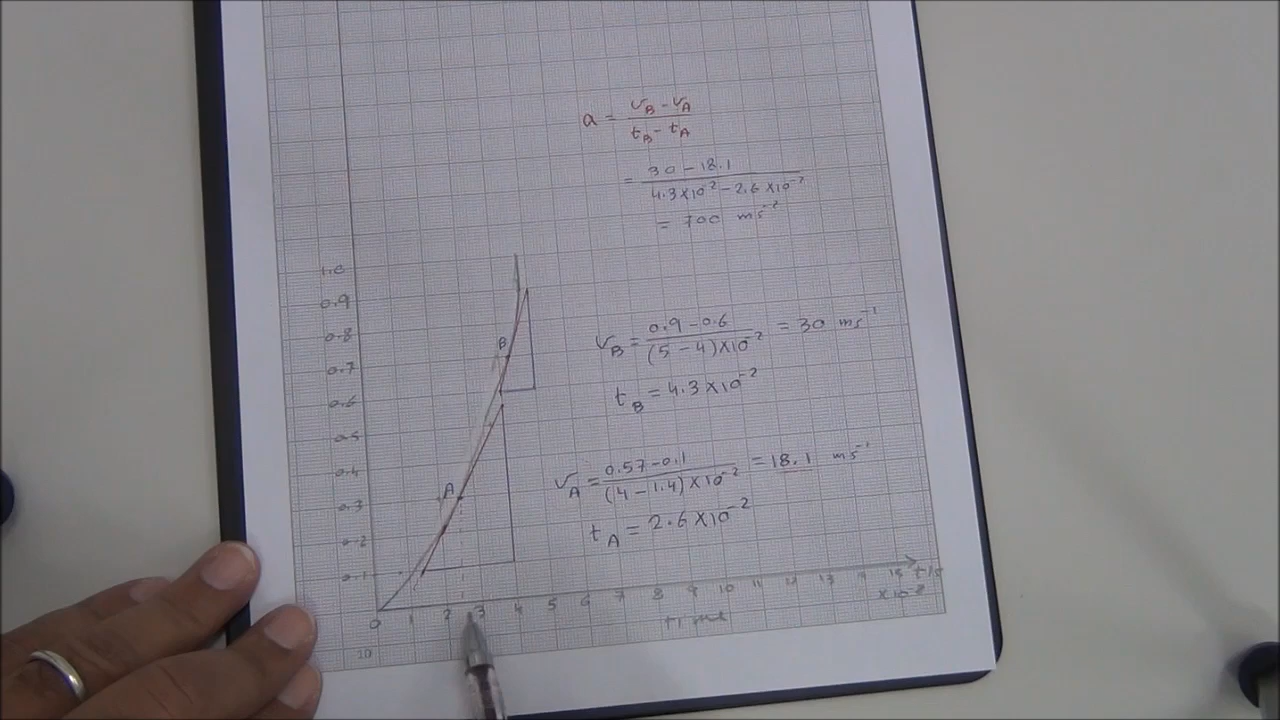 a = (v_B - v_A) / (t_B - t_A)
= (30 - 18.1) / (4.3×10^2 - 2.6×10^-2)
= 700 ms^-2
1.0
0.9
0.8
B
v_B = (0.9 - 0.6) / ((5 - 4)×10^-2) = 30 ms^-1
0.7
t_B = 4.3×10^-2
0.6
0.5
0.4
v_A = (0.57 - 0.1) / ((4 - 1.4)×10^-2) = 18.1 ms^-1
A
0.3
t_A = 2.6×10^-2
0.2
0.1
0 1 2 3 4 5 6 7 8 9 10 11 12 13 15 t/s
×10^-2
time
10